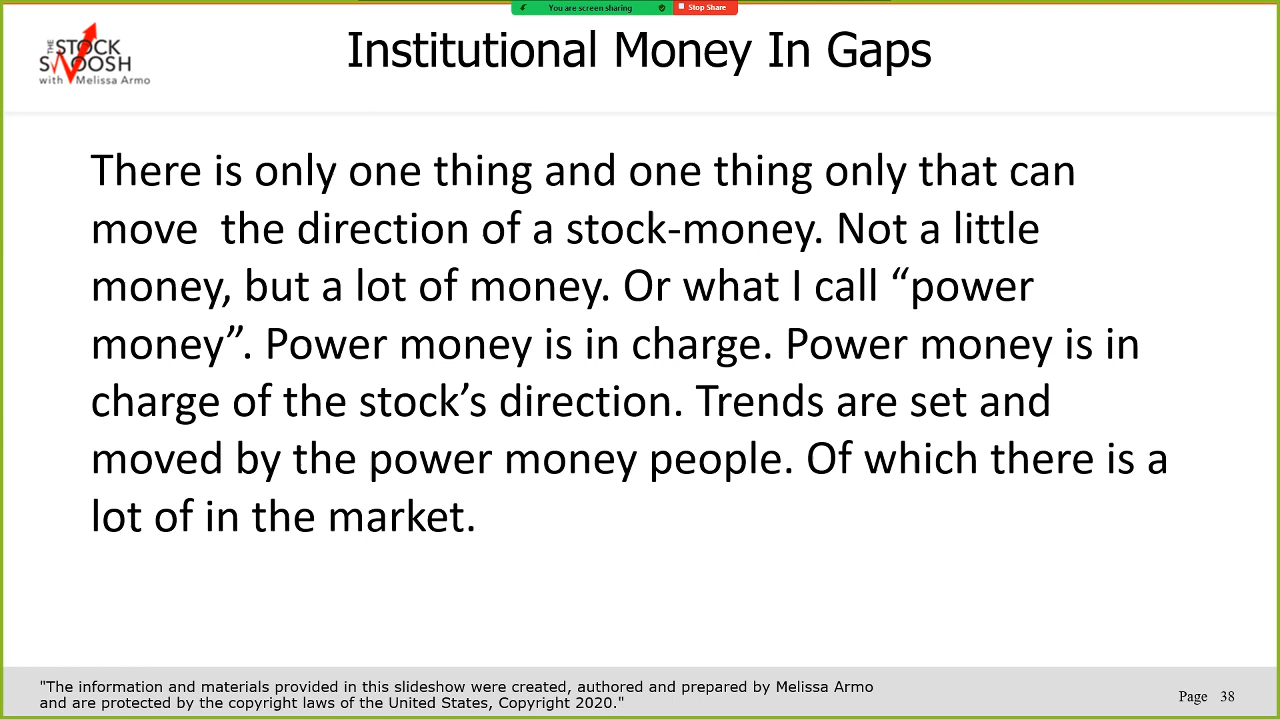 You are screen sharing
Stop Share
THE STOCK
SWOOSH
with Melissa Armo
Institutional Money In Gaps
There is only one thing and one thing only that can
move  the direction of a stock-money. Not a little
money, but a lot of money. Or what I call “power
money”. Power money is in charge. Power money is in
charge of the stock’s direction. Trends are set and
moved by the power money people. Of which there is a
lot of in the market.
"The information and materials provided in this slideshow were created, authored and prepared by Melissa Armo
and are protected by the copyright laws of the United States, Copyright 2020."
Page 38